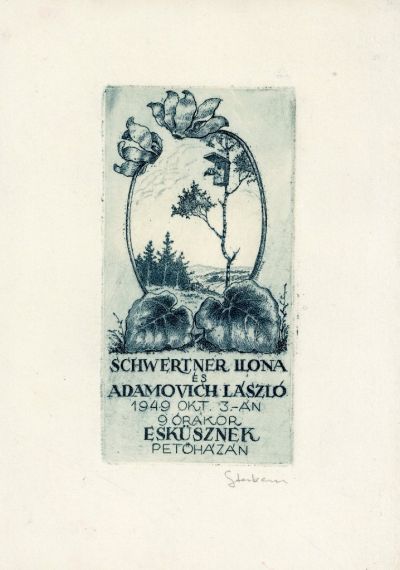 SCHWERTNER ILONA
ÉS
ADAMOVICH LÁSZLÓ
1949 OKT. 3.-ÁN
9 ÓRAKOR
ESKÜSZNEK
PETŐHÁZÁN